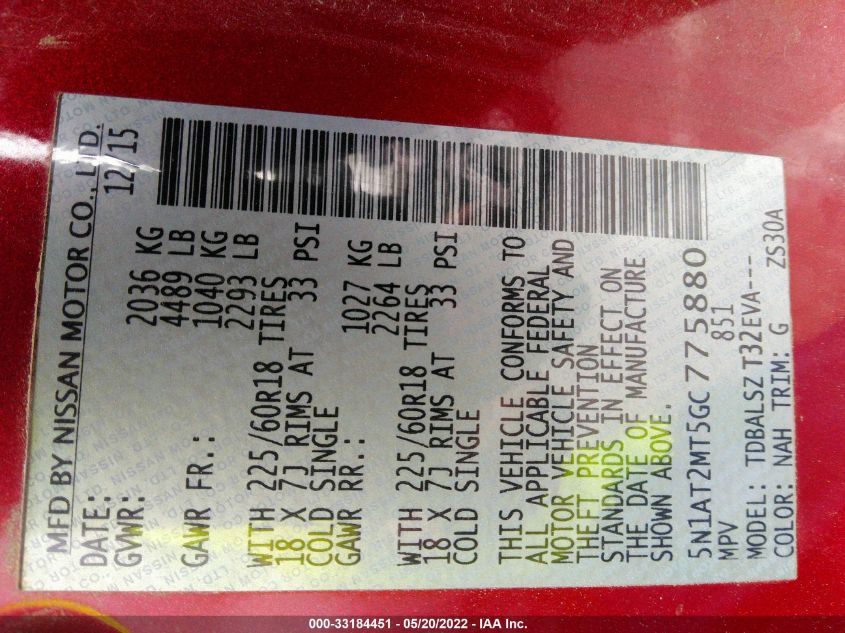 MFD BY NISSAN MOTOR CO., LTD.
DATE: 12/15
GVWR: 2036 KG
4489 LB
GAWR FR.: 1040 KG
2293 LB
WITH 225/60R18 TIRES
18 X 7J RIMS AT 33 PSI
COLD SINGLE
GAWR RR.: 1027 KG
2264 LB
WITH 225/60R18 TIRES
18 X 7J RIMS AT 33 PSI
COLD SINGLE
THIS VEHICLE CONFORMS TO
ALL APPLICABLE FEDERAL
MOTOR VEHICLE SAFETY AND
THEFT PREVENTION
STANDARDS IN EFFECT ON
THE DATE OF MANUFACTURE
SHOWN ABOVE.
5N1AT2MT5GC775880
MPV 851
MODEL: TDBALSZ T32EVA---
COLOR: NAH TRIM: G ZS30A
000-33184451 - 05/20/2022 - IAA Inc.